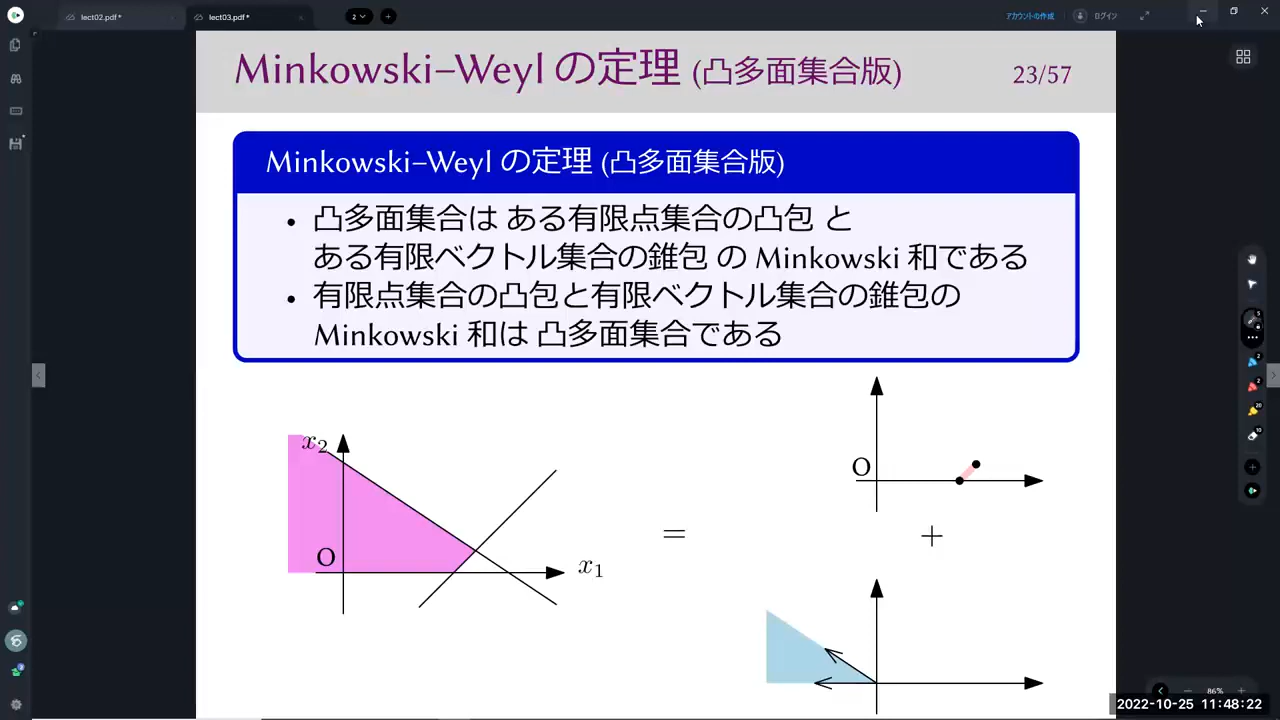 lect02.pdf*
lect03.pdf*
2
アカウントの作成
ログイン
Minkowski–Weyl の定理 (凸多面集合版)
23/57
Minkowski–Weyl の定理 (凸多面集合版)
• 凸多面集合は ある有限点集合の凸包 と
ある有限ベクトル集合の錐包 の Minkowski 和である
• 有限点集合の凸包と有限ベクトル集合の錐包の
Minkowski 和は 凸多面集合である
x2
O
x1
=
O
+
86%
2022-10-25 11:48:22